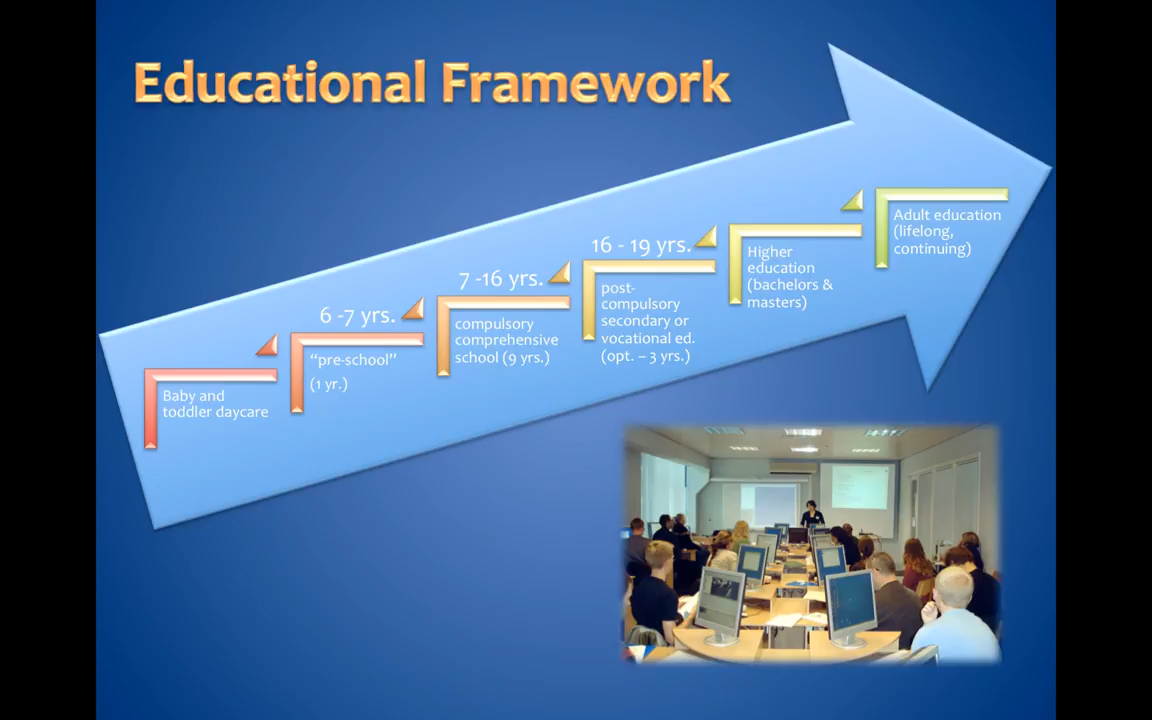 Educational Framework
Baby and
toddler daycare
6 -7 yrs.
“pre-school”
(1 yr.)
7 -16 yrs.
compulsory
comprehensive
school (9 yrs.)
16 - 19 yrs.
post-
compulsory
secondary or
vocational ed.
(opt. – 3 yrs.)
Higher
education
(bachelors &
masters)
Adult education
(lifelong,
continuing)